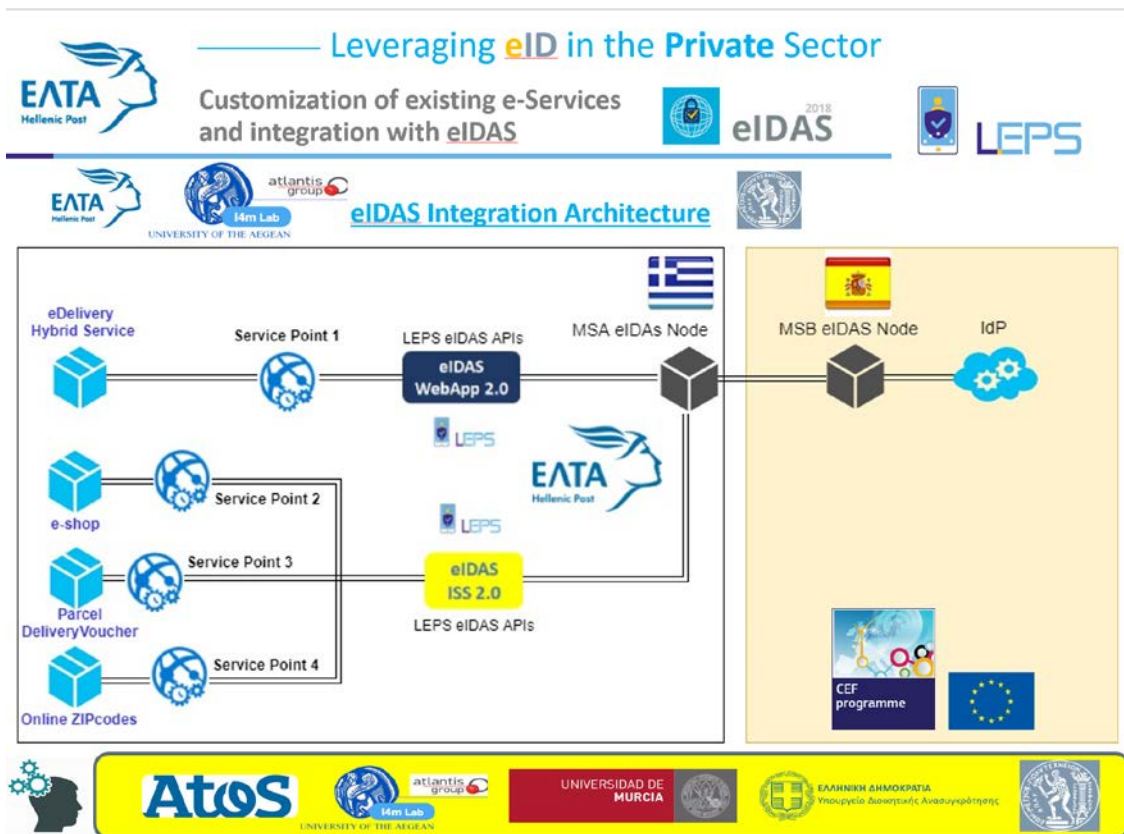 Leveraging eID in the Private Sector
ΕΛΤΑ
Hellenic Post
Customization of existing e-Services
and integration with eIDAS
2018
eIDAS
LEPS
ΕΛΤΑ
Hellenic Post
I4m Lab
UNIVERSITY OF THE AEGEAN
atlantis
group
eIDAS Integration Architecture
eDelivery
Hybrid Service
Service Point 1
LEPS eIDAS APIs
eIDAS
WebApp 2.0
MSA eIDAs Node
MSB eIDAS Node
IdP
LEPS
ΕΛΤΑ
Hellenic Post
e-shop
Service Point 2
LEPS
Parcel
DeliveryVoucher
Service Point 3
eIDAS
ISS 2.0
LEPS eIDAS APIs
Online ZIPcodes
Service Point 4
CEF
programme
Atos
I4m Lab
UNIVERSITY OF THE AEGEAN
atlantis
group
UNIVERSIDAD DE
MURCIA
ΕΛΛΗΝΙΚΗ ΔΗΜΟΚΡΑΤΙΑ
Υπουργείο Διοικητικής Ανασυγκρότησης